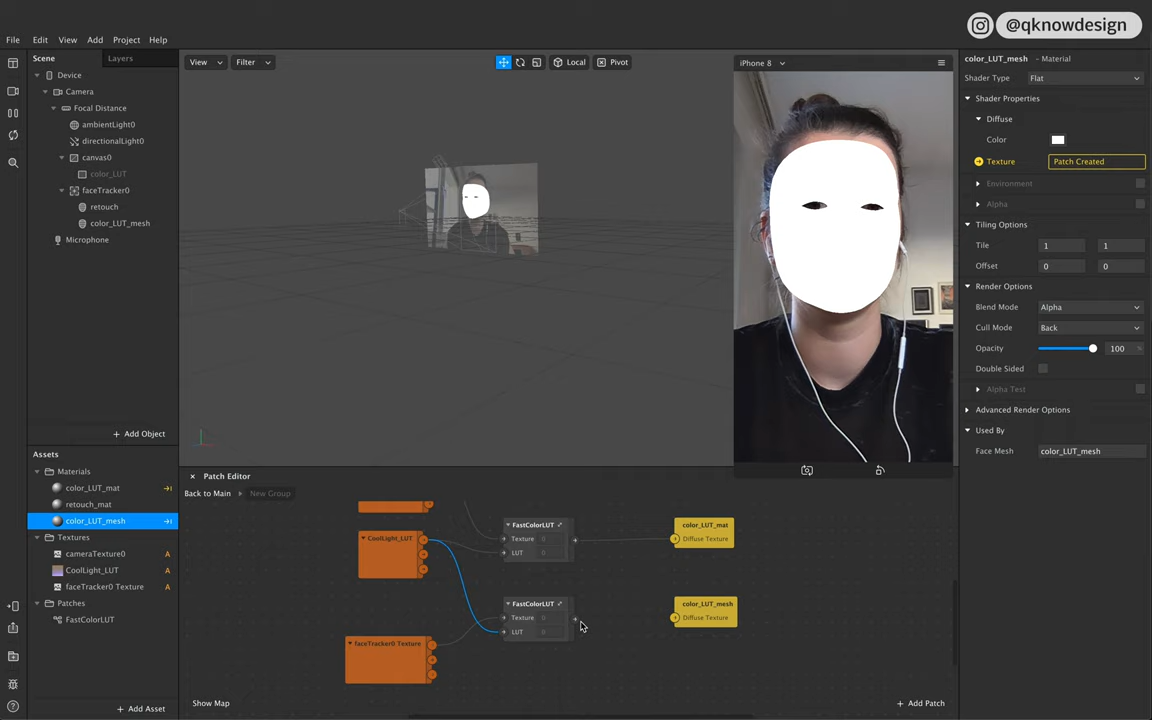 @qknowdesign
File Edit View Add Project Help
Scene
Layers
Device
Camera
Focal Distance
ambientLight0
directionalLight0
canvas0
color_LUT
faceTracker0
retouch
color_LUT_mesh
Microphone
+ Add Object
Assets
Materials
color_LUT_mat
retouch_mat
color_LUT_mesh
Textures
cameraTexture0 A
CoolLight_LUT A
faceTracker0 Texture A
Patches
FastColorLUT
+ Add Asset
View
Filter
Local
Pivot
iPhone 8
× Patch Editor
Back to Main
New Group
CoolLight_LUT
faceTracker0 Texture
FastColorLUT
Texture 0
LUT 0
FastColorLUT
Texture 0
LUT 0
color_LUT_mat
Diffuse Texture
color_LUT_mesh
Diffuse Texture
Show Map
+ Add Patch
color_LUT_mesh - Material
Shader Type Flat
Shader Properties
Diffuse
Color
Texture Patch Created
Environment
Alpha
Tiling Options
Tile 1 1
Offset 0 0
Render Options
Blend Mode Alpha
Cull Mode Back
Opacity 100 %
Double Sided
Alpha Test
Advanced Render Options
Used By
Face Mesh color_LUT_mesh